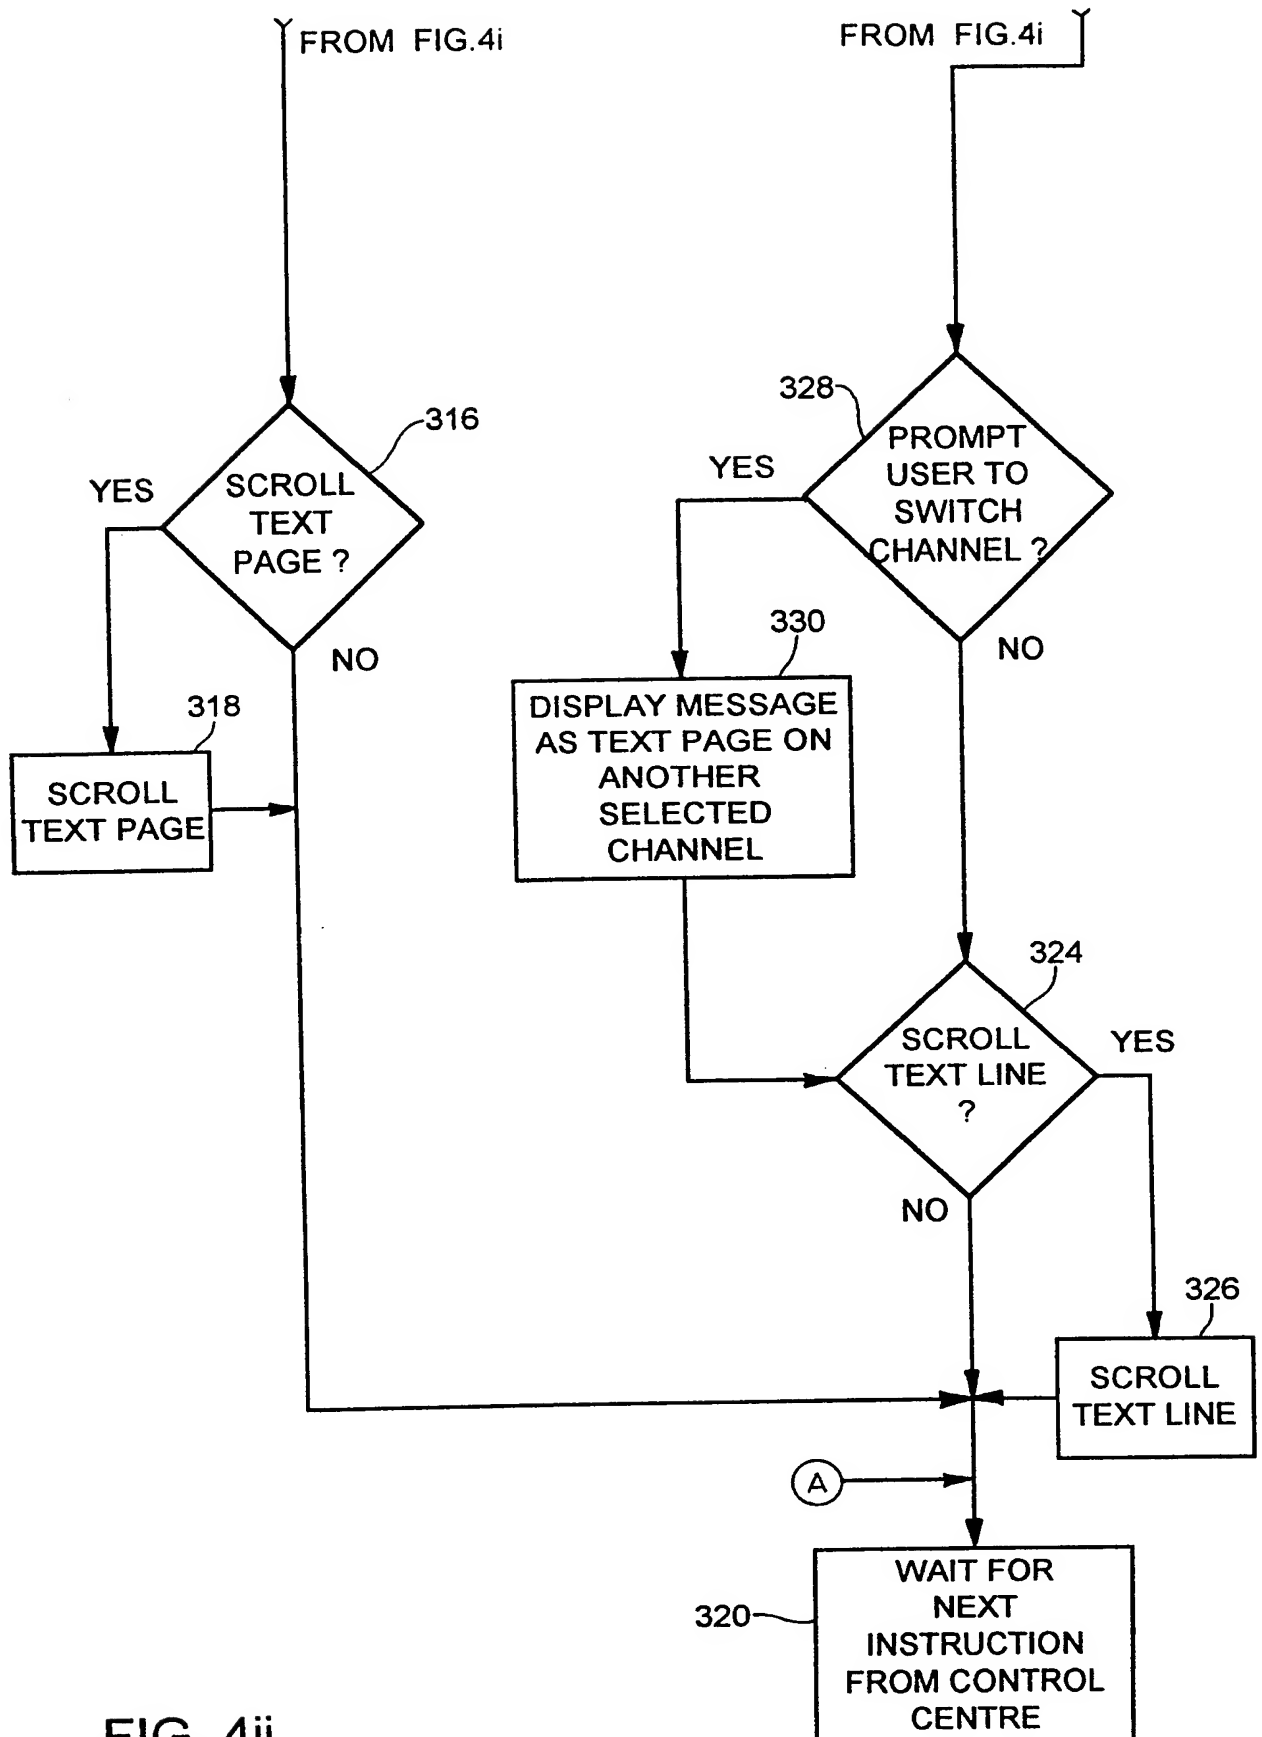 FROM FIG.4i
FROM FIG.4i
316
SCROLL
TEXT
PAGE ?
YES
NO
318
SCROLL
TEXT PAGE
328
PROMPT
USER TO
SWITCH
CHANNEL ?
YES
NO
330
DISPLAY MESSAGE
AS TEXT PAGE ON
ANOTHER
SELECTED
CHANNEL
324
SCROLL
TEXT LINE
?
YES
NO
326
SCROLL
TEXT LINE
A
320
WAIT FOR
NEXT
INSTRUCTION
FROM CONTROL
CENTRE
FIG. 4ii